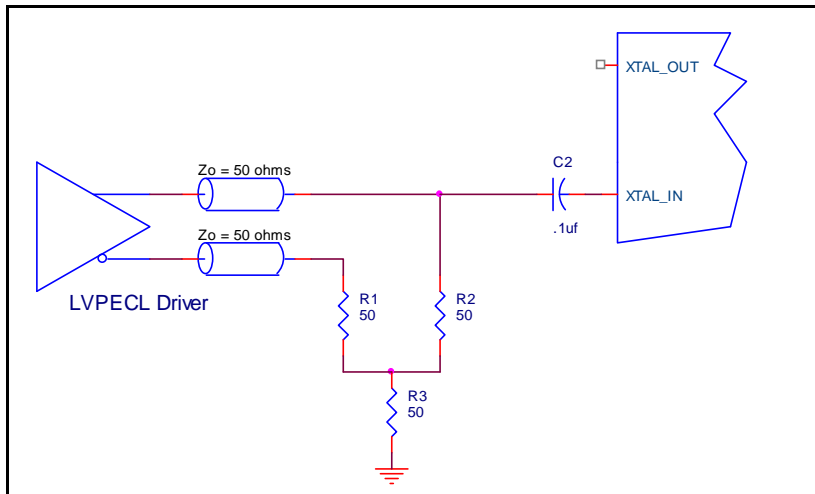 XTAL_OUT
Zo = 50 ohms
C2
XTAL_IN
.1uf
Zo = 50 ohms
LVPECL Driver
R1
50
R2
50
R3
50